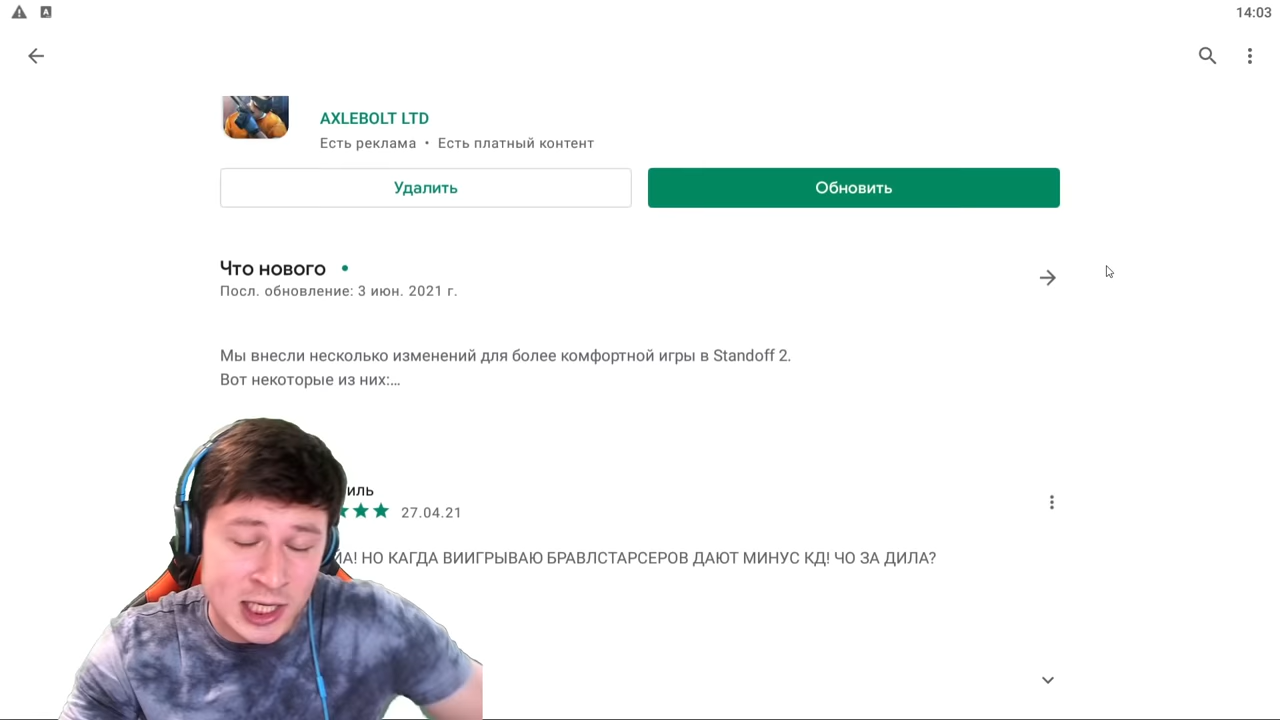 14:03
AXLEBOLT LTD
Есть реклама • Есть платный контент
Удалить
Обновить
Что нового
Посл. обновление: 3 июн. 2021 г.
Мы внесли несколько изменений для более комфортной игры в Standoff 2.
Вот некоторые из них:...
27.04.21
НО КАГДА ВИИГРЫВАЮ БРАВЛСТАРСЕРОВ ДАЮТ МИНУС КД! ЧО ЗА ДИЛА?